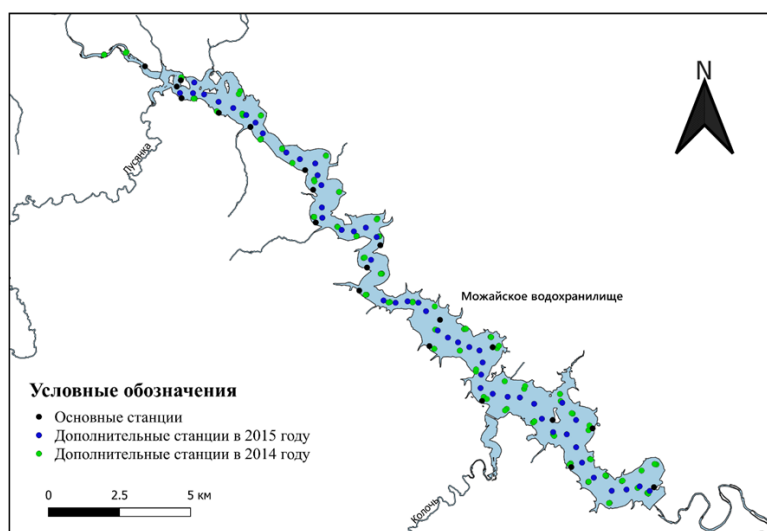 N
Лусянка
Можайское водохранилище
Условные обозначения
Основные станции
Дополнительные станции в 2015 году
Дополнительные станции в 2014 году
0 2.5 5 км
Колочь